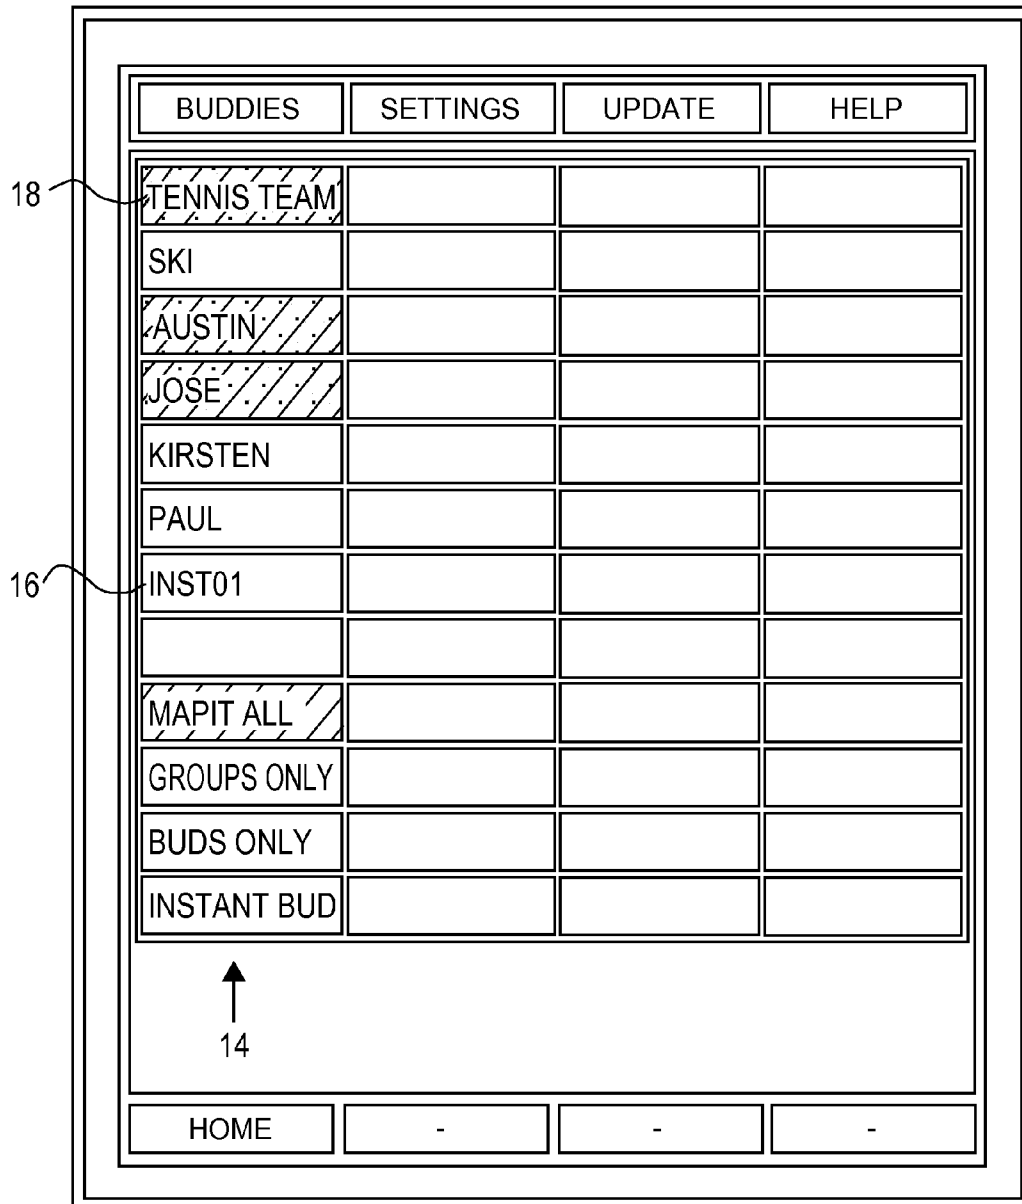 BUDDIES SETTINGS UPDATE HELP
18 TENNIS TEAM
SKI
AUSTIN
JOSE
KIRSTEN
PAUL
16 INST01
MAPIT ALL
GROUPS ONLY
BUDS ONLY
INSTANT BUD
14
HOME - - -